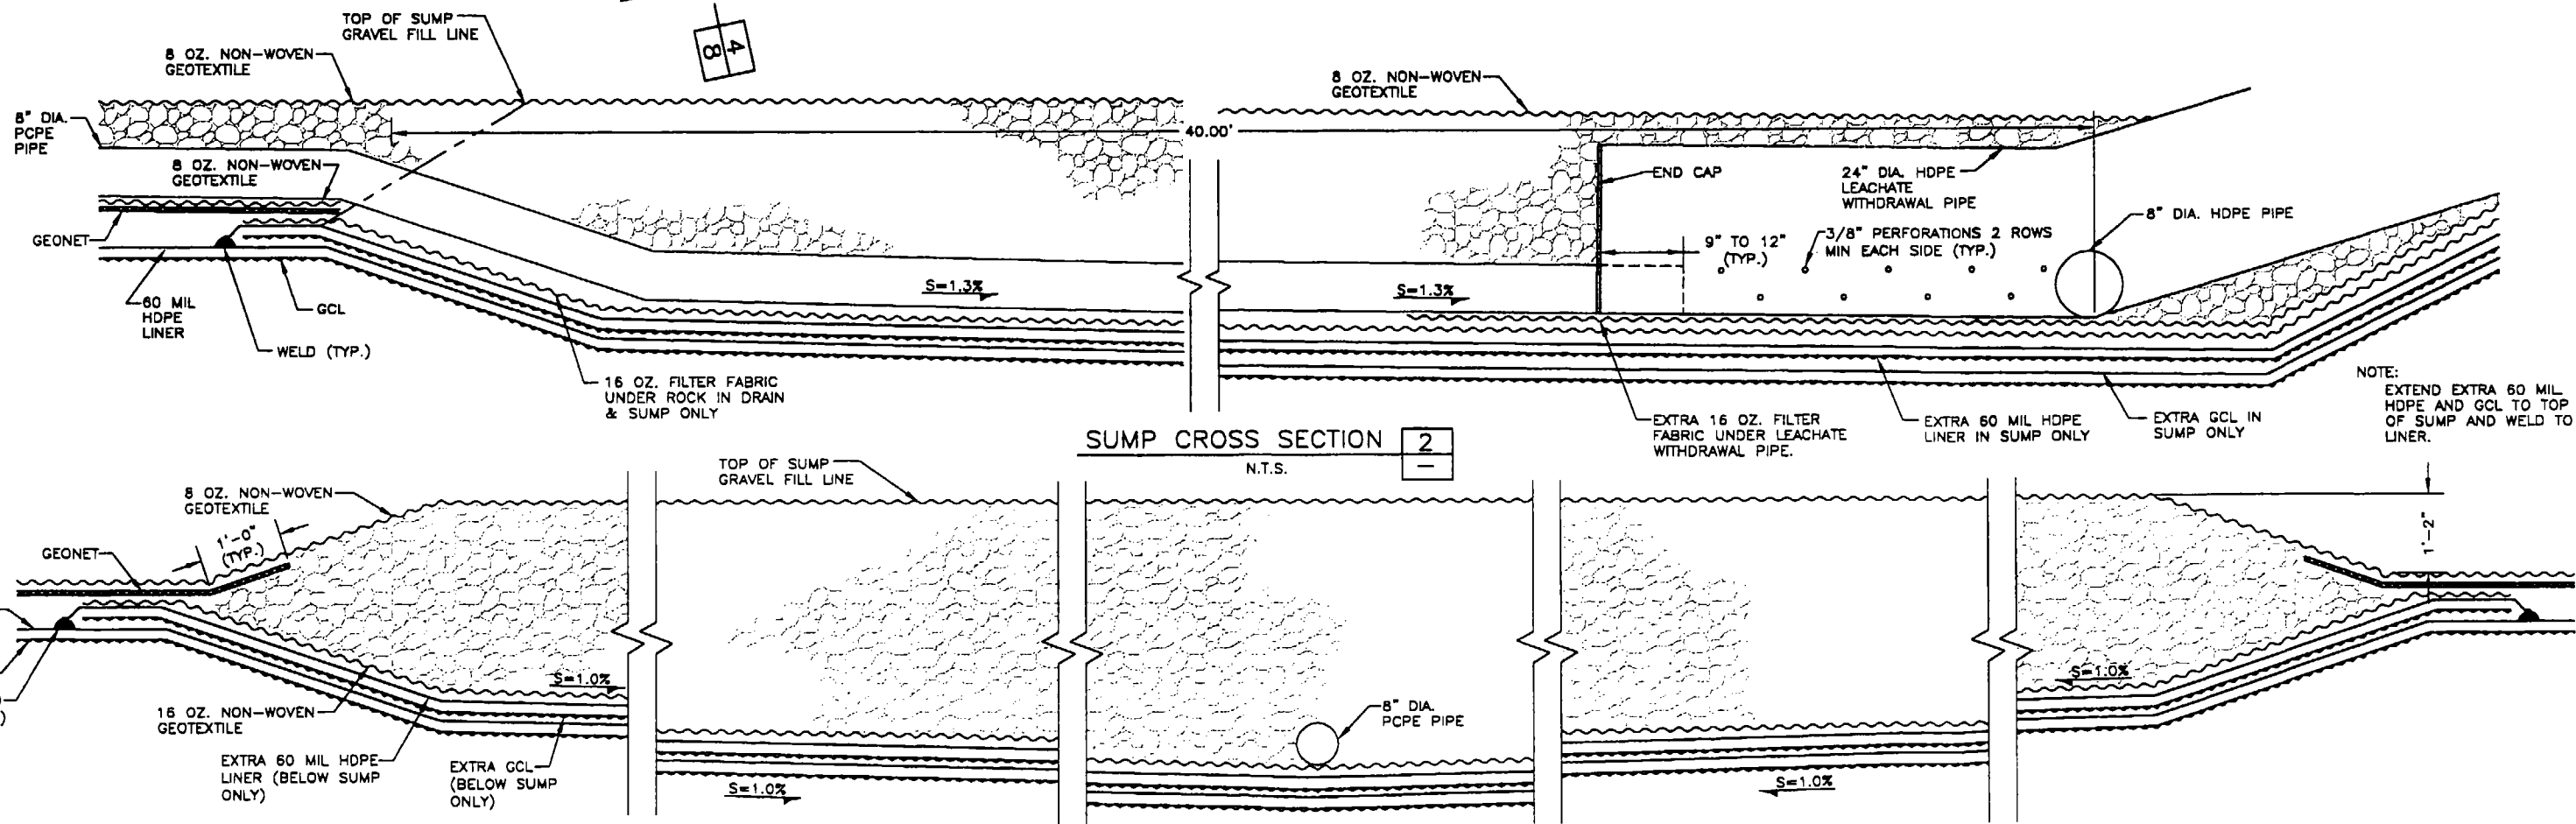 TOP OF SUMP
GRAVEL FILL LINE
8 OZ. NON-WOVEN
GEOTEXTILE
4
8
8 OZ. NON-WOVEN
GEOTEXTILE
8" DIA.
PCPE
PIPE
40.00'
8 OZ. NON-WOVEN
GEOTEXTILE
END CAP
24" DIA. HDPE
LEACHATE
WITHDRAWAL PIPE
8" DIA. HDPE PIPE
GEONET
9" TO 12"
(TYP.)
3/8" PERFORATIONS 2 ROWS
MIN EACH SIDE (TYP.)
S=1.3%
S=1.3%
60 MIL
HDPE
LINER
GCL
WELD (TYP.)
16 OZ. FILTER FABRIC
UNDER ROCK IN DRAIN
& SUMP ONLY
NOTE:
EXTEND EXTRA 60 MIL
HDPE AND GCL TO TOP
OF SUMP AND WELD TO
LINER.
EXTRA 16 OZ. FILTER
FABRIC UNDER LEACHATE
WITHDRAWAL PIPE.
EXTRA 60 MIL HDPE
LINER IN SUMP ONLY
EXTRA GCL IN
SUMP ONLY
SUMP CROSS SECTION
2
—
N.T.S.
TOP OF SUMP
GRAVEL FILL LINE
8 OZ. NON-WOVEN
GEOTEXTILE
1'-0"
(TYP.)
GEONET
1'-2"
S=1.0%
S=1.0%
16 OZ. NON-WOVEN
GEOTEXTILE
8" DIA.
PCPE PIPE
EXTRA 60 MIL HDPE
LINER (BELOW SUMP
ONLY)
EXTRA GCL
(BELOW SUMP
ONLY)
S=1.0%
S=1.0%
)